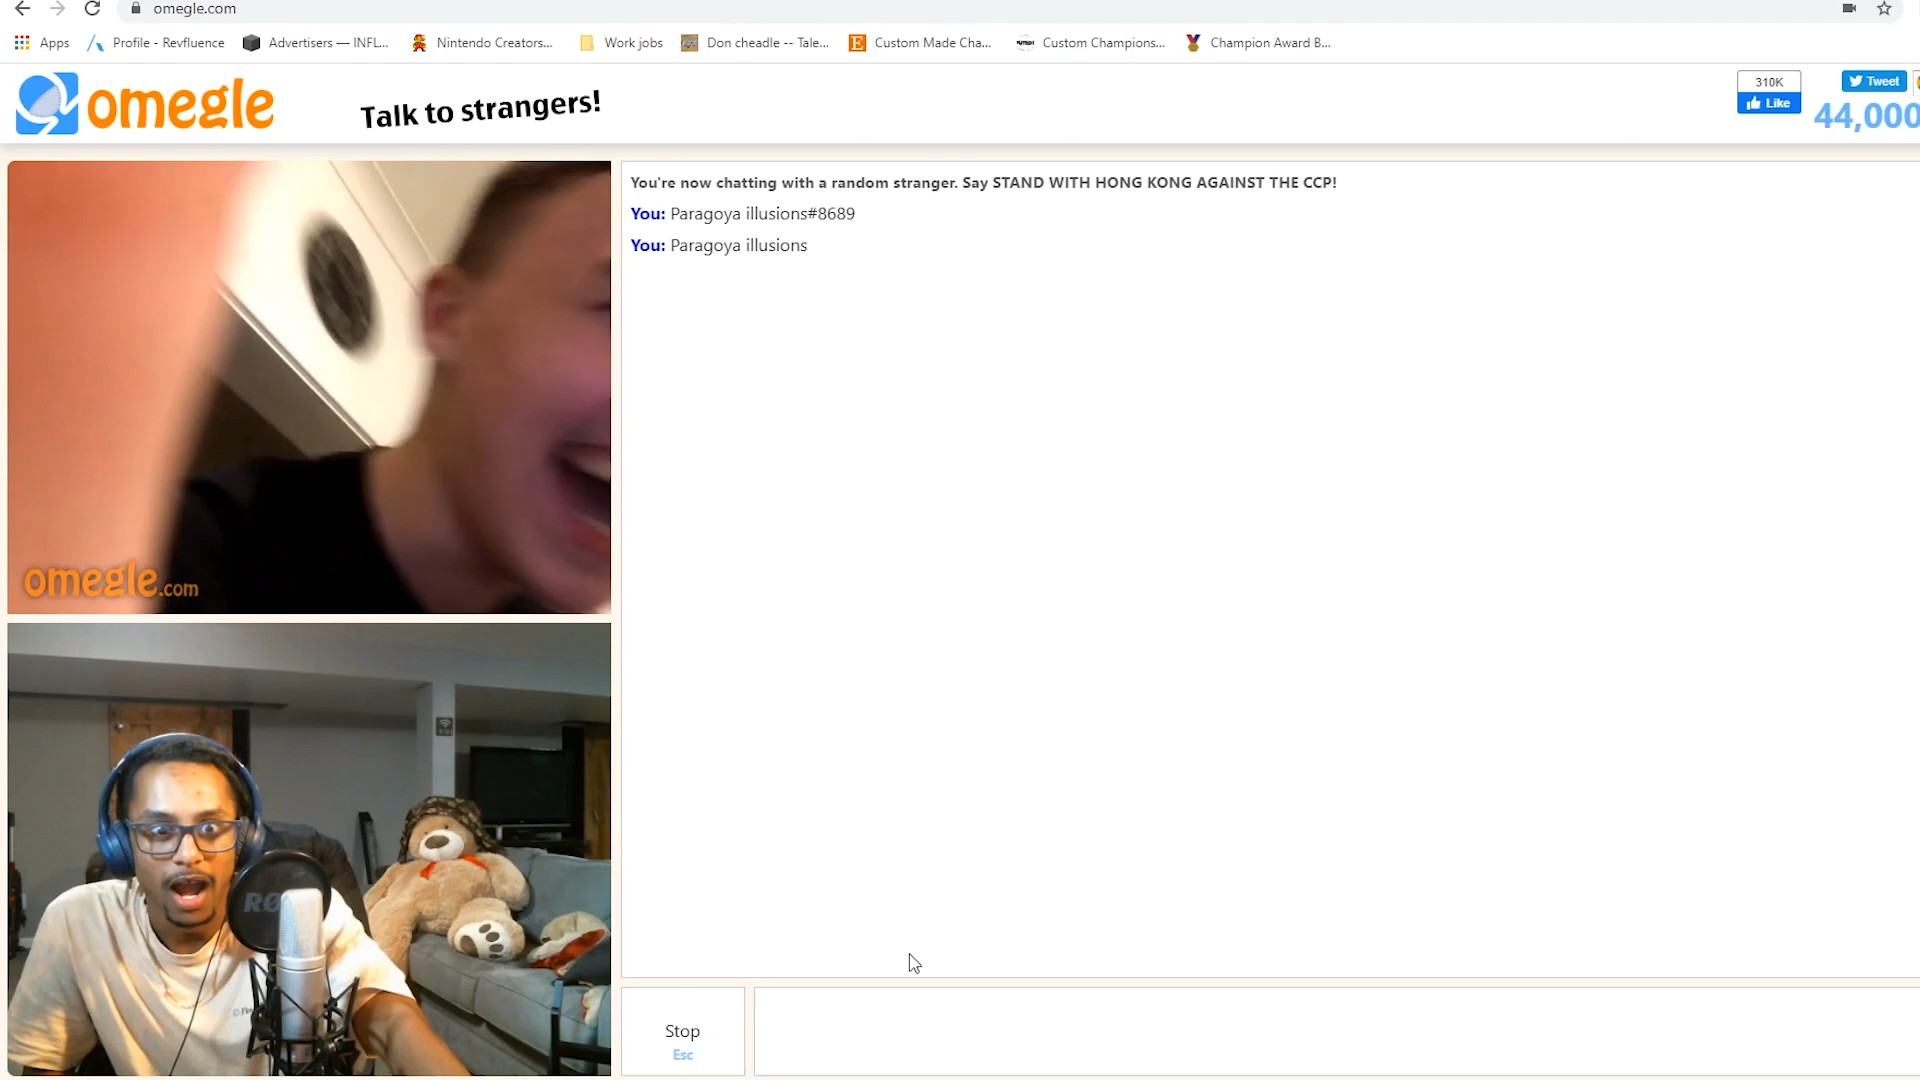 omegle.com
Apps
Profile - Revfluence
Advertisers — INFL...
Nintendo Creators...
Work jobs
Don cheadle -- Tale...
Custom Made Cha...
Custom Champions...
Champion Award B...
omegle
Talk to strangers!
310K
Like
Tweet
44,000
You're now chatting with a random stranger. Say STAND WITH HONG KONG AGAINST THE CCP!
You: Paragoya illusions#8689
You: Paragoya illusions
omegle.com
RØ
Stop
Esc